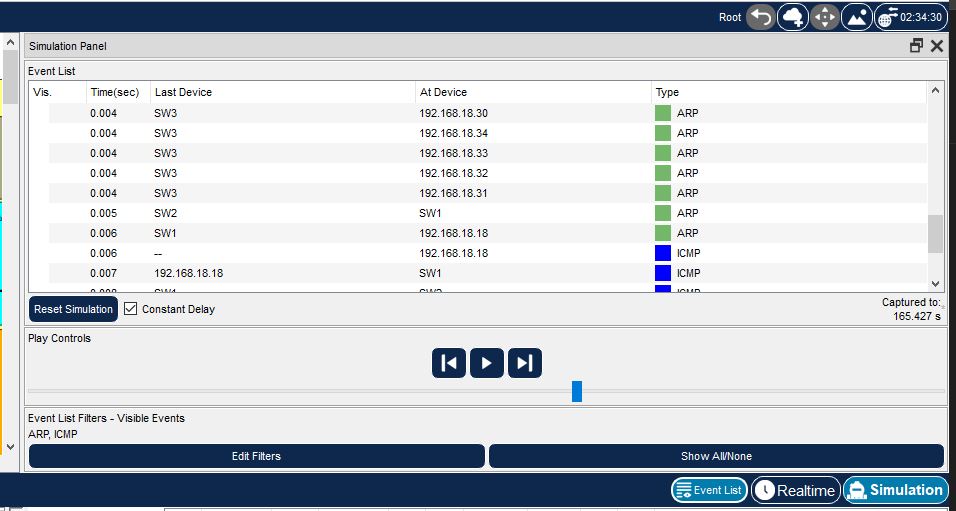 Root 02:34:30
Simulation Panel
Event List
Vis. Time(sec) Last Device At Device Type
0.004 SW3 192.168.18.30 ARP
0.004 SW3 192.168.18.34 ARP
0.004 SW3 192.168.18.33 ARP
0.004 SW3 192.168.18.32 ARP
0.004 SW3 192.168.18.31 ARP
0.005 SW2 SW1 ARP
0.006 SW1 192.168.18.18 ARP
0.006 -- 192.168.18.18 ICMP
0.007 192.168.18.18 SW1 ICMP
0.008 SW1 SW2 ICMP
Reset Simulation Constant Delay Captured to:
165.427 s
Play Controls
Event List Filters - Visible Events
ARP, ICMP
Edit Filters Show All/None
Event List Realtime Simulation